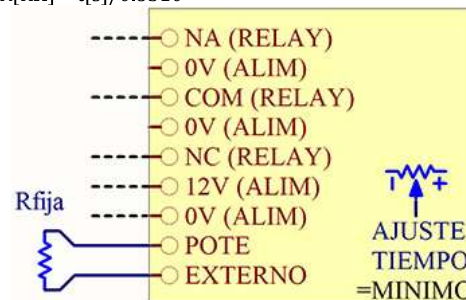 NA (RELAY)
0V (ALIM)
COM (RELAY)
0V (ALIM)
NC (RELAY)
12V (ALIM)
0V (ALIM)
POTE
EXTERNO
Rfija
- +
AJUSTE
TIEMPO
=MINIMO